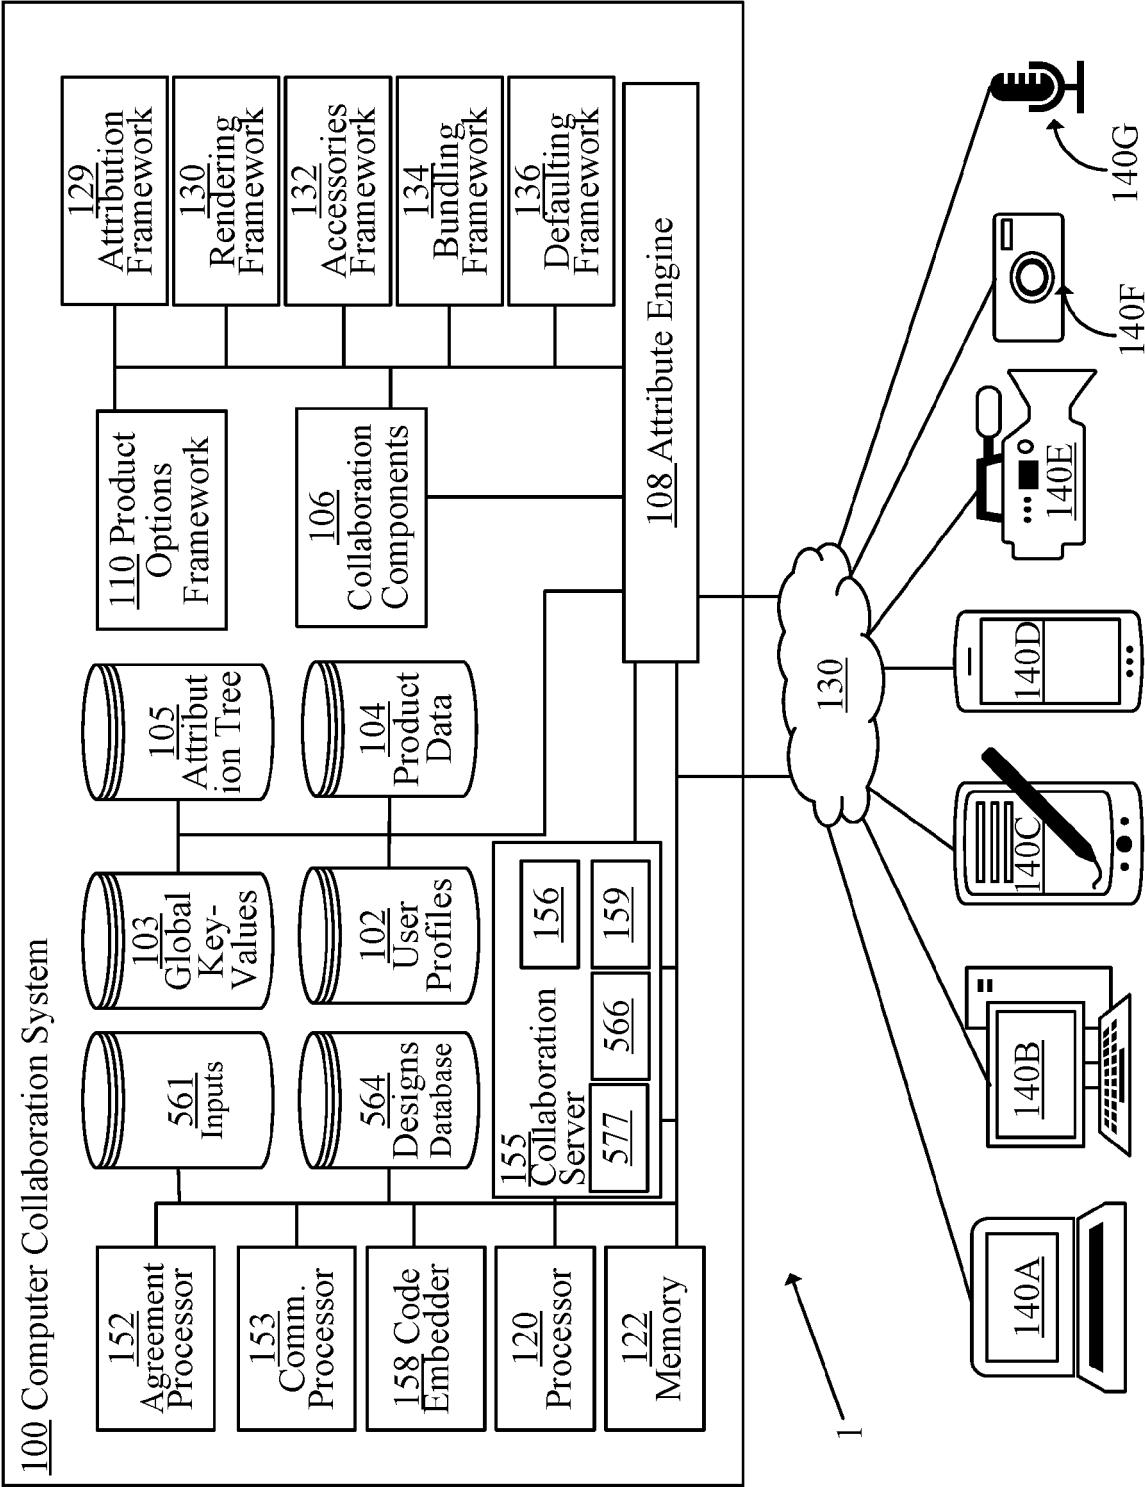 100 Computer Collaboration System
152
Agreement
Processor
153
Comm.
Processor
158 Code
Embedder
120
Processor
122
Memory
561
Inputs
564
Designs
Database
103
Global
Key-
Values
102
User
Profiles
105
Attribut
ion Tree
104
Product
Data
155
Collaboration
Server
156
159
566
577
110 Product
Options
Framework
106
Collaboration
Components
129
Attribution
Framework
130
Rendering
Framework
132
Accessories
Framework
134
Bundling
Framework
136
Defaulting
Framework
108 Attribute Engine
130
1
140A
140B
140C
140D
140E
140F
140G